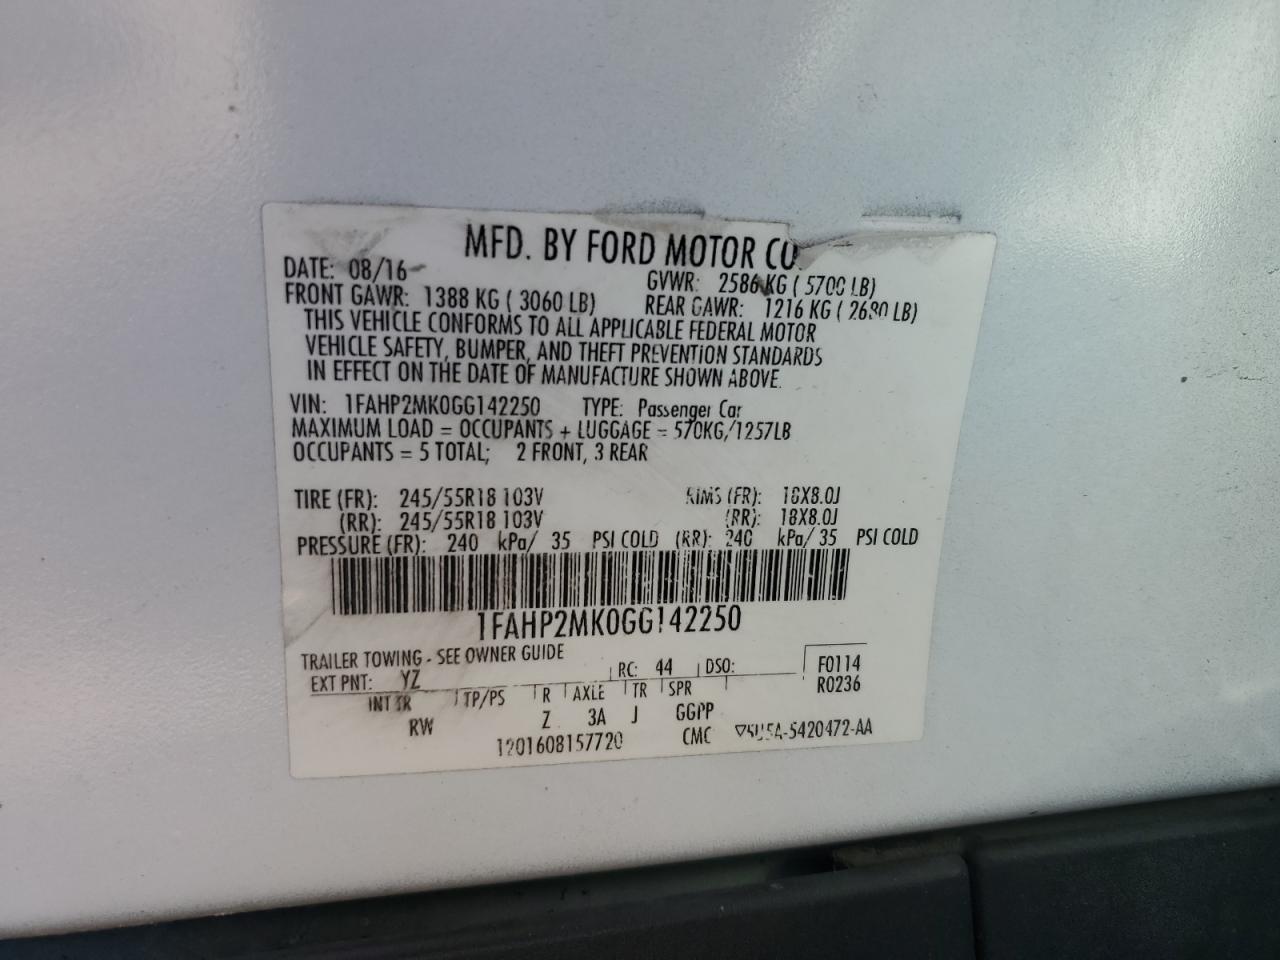 MFD. BY FORD MOTOR CO.
DATE: 08/16 GVWR: 2586 KG ( 5700 LB)
FRONT GAWR: 1388 KG ( 3060 LB) REAR GAWR: 1216 KG ( 2680 LB)
THIS VEHICLE CONFORMS TO ALL APPLICABLE FEDERAL MOTOR
VEHICLE SAFETY, BUMPER, AND THEFT PREVENTION STANDARDS
IN EFFECT ON THE DATE OF MANUFACTURE SHOWN ABOVE.
VIN: 1FAHP2MK0GG142250 TYPE: Passenger Car
MAXIMUM LOAD = OCCUPANTS + LUGGAGE = 570KG/1257LB
OCCUPANTS = 5 TOTAL; 2 FRONT, 3 REAR
TIRE (FR): 245/55R18 103V RIMS (FR): 18X8.0J
(RR): 245/55R18 103V (RR): 18X8.0J
PRESSURE (FR): 240 kPa/ 35 PSI COLD (RR): 240 kPa/ 35 PSI COLD
1FAHP2MK0GG142250
TRAILER TOWING - SEE OWNER GUIDE
EXT PNT: YZ RC: 44 DSO: F0114
INT TR TP/PS R AXLE TR SPR R0236
RW Z 3A J GGPP
1201608157720 CMC 5420472-AA